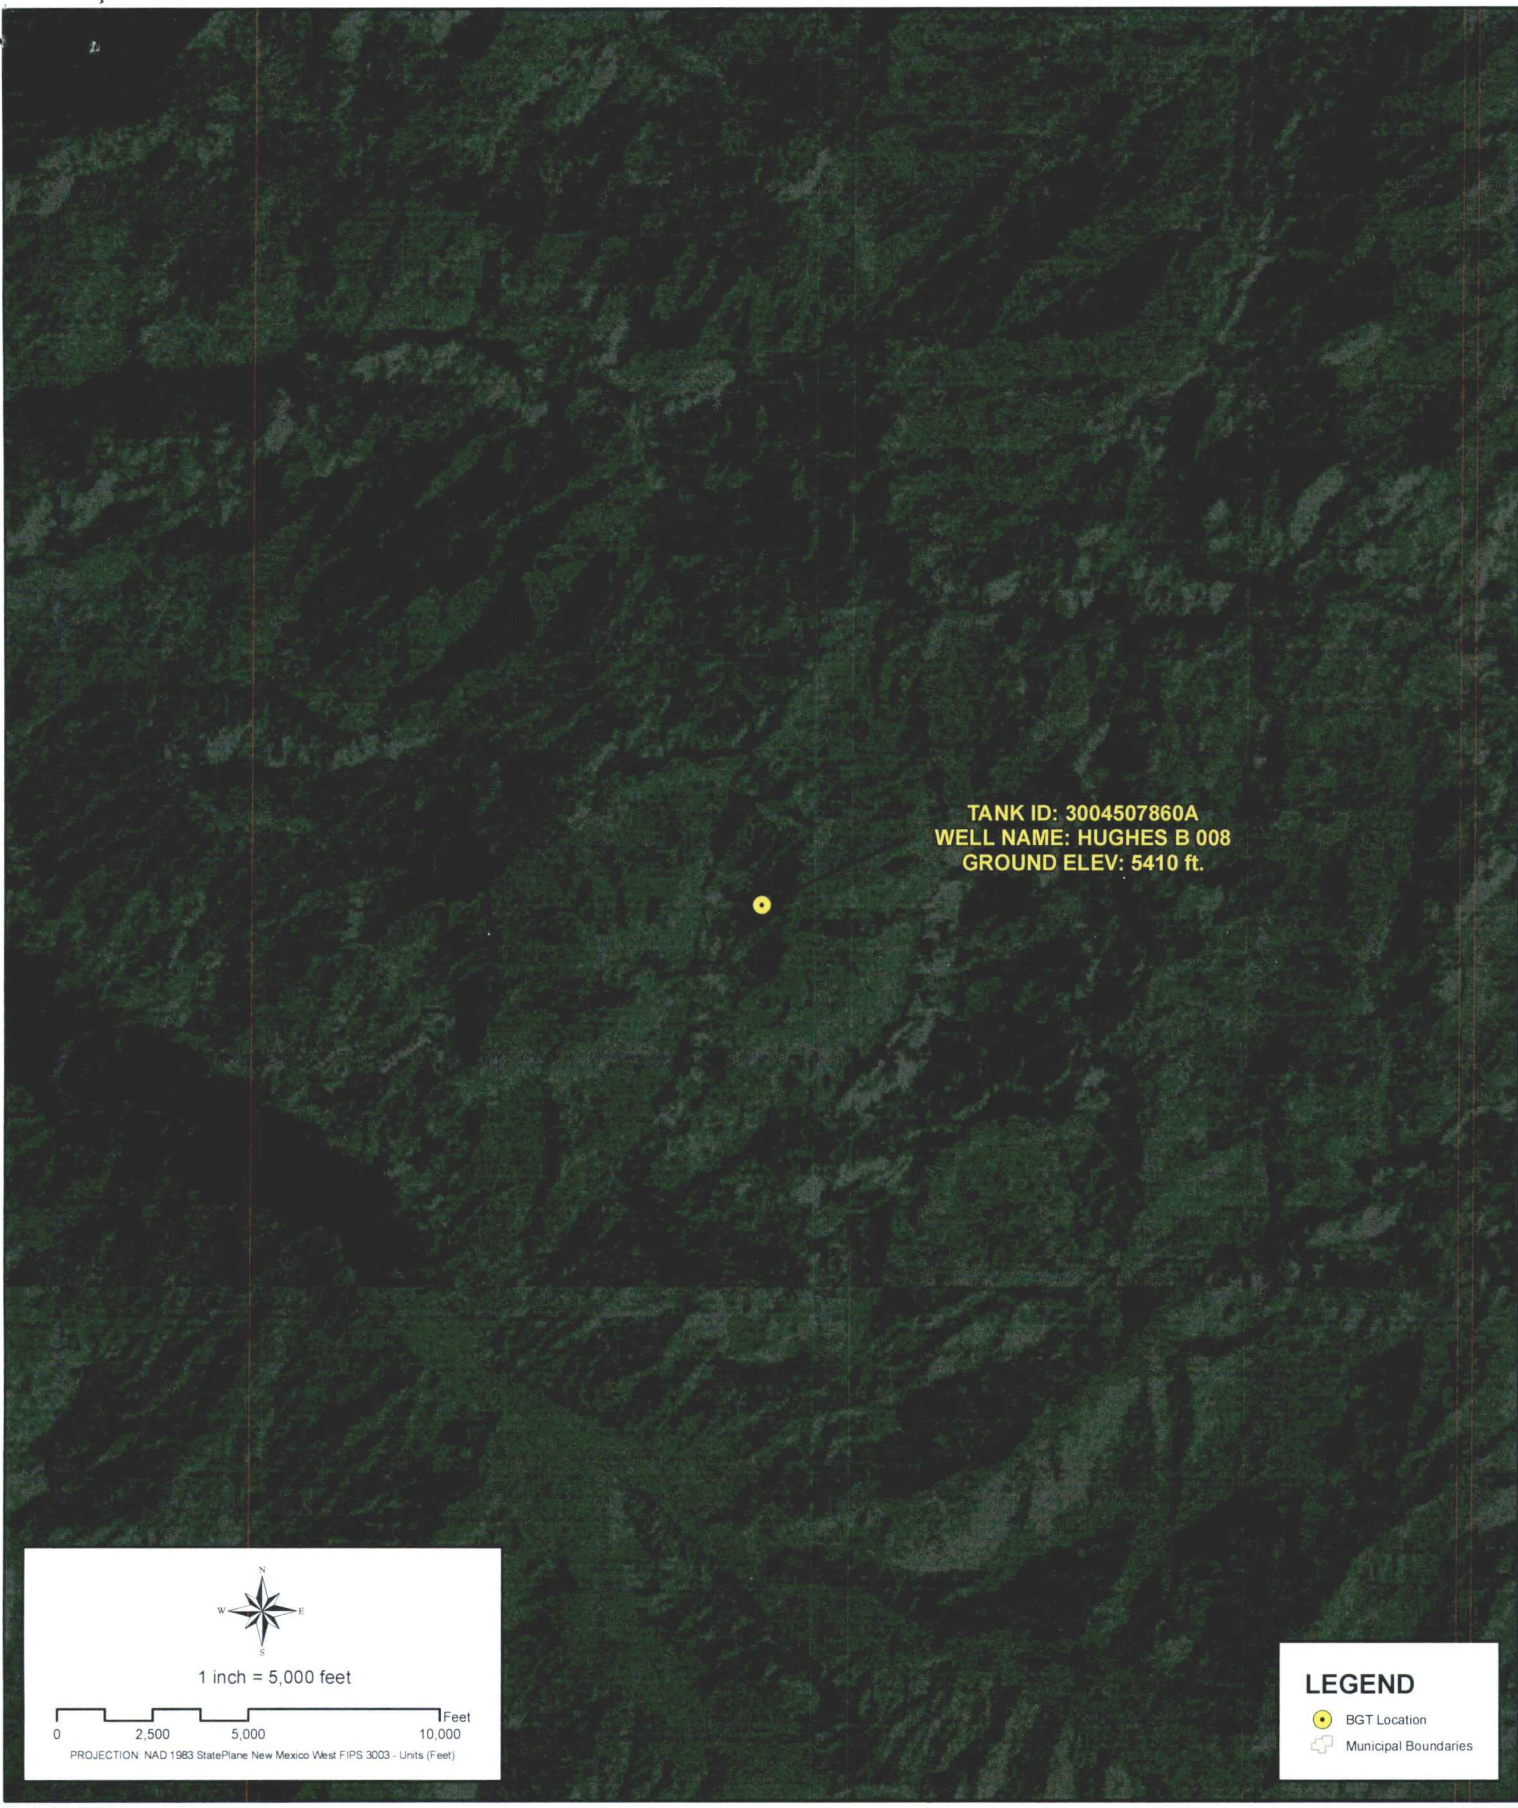 TANK ID: 3004507860A
WELL NAME: HUGHES B 008
GROUND ELEV: 5410 ft.
N
W E
S
1 inch = 5,000 feet
Feet
0 2,500 5,000 10,000
PROJECTION: NAD 1983 StatePlane New Mexico West FIPS 3003 - Units (Feet)
LEGEND
BGT Location
Municipal Boundaries